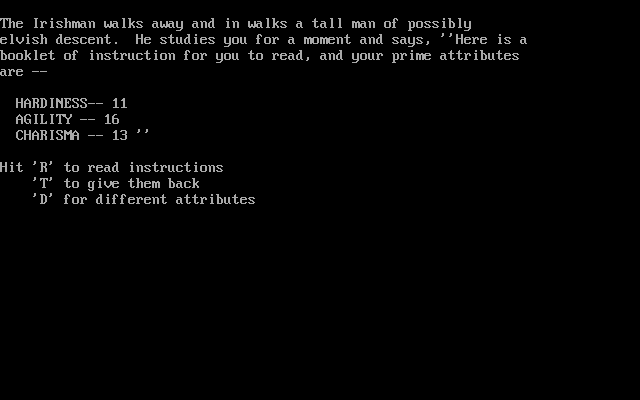 The Irishman walks away and in walks a tall man of possibly
elvish descent.  He studies you for a moment and says, ''Here is a
booklet of instruction for you to read, and your prime attributes
are --
HARDINESS-- 11
AGILITY -- 16
CHARISMA -- 13 ''
Hit 'R' to read instructions
'T' to give them back
'D' for different attributes